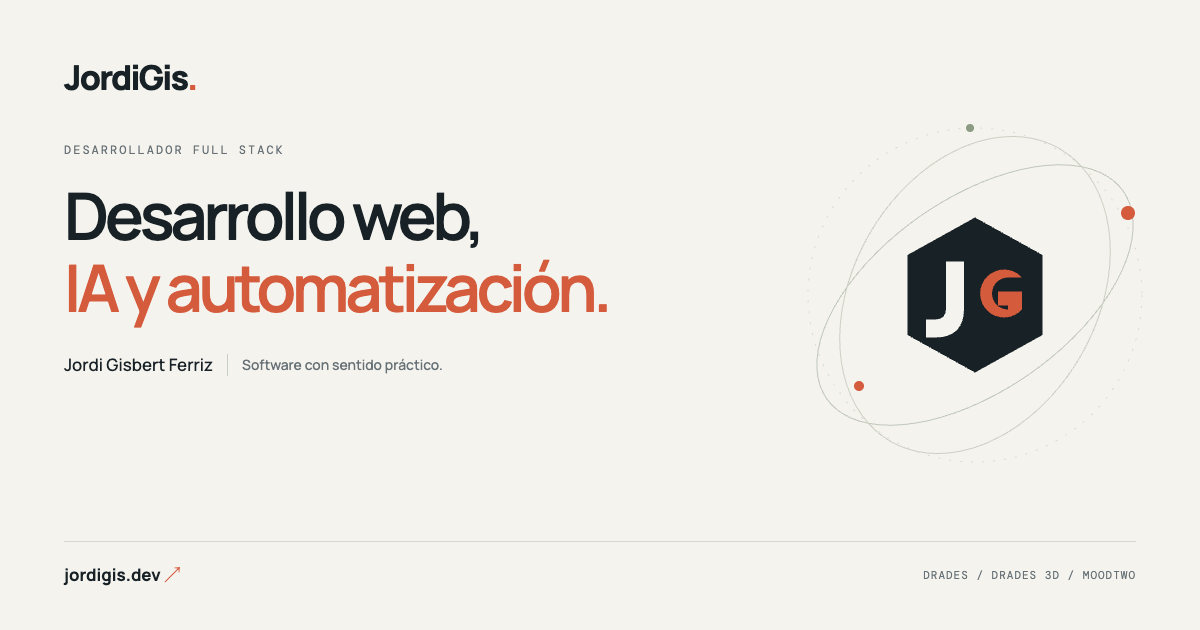 JordiGis.
DESARROLLADOR FULL STACK
Desarrollo web,
IA y automatización.
Jordi Gisbert Ferriz
Software con sentido práctico.
JG
jordigis.dev ↗
DRADES / DRADES 3D / MOODTWO